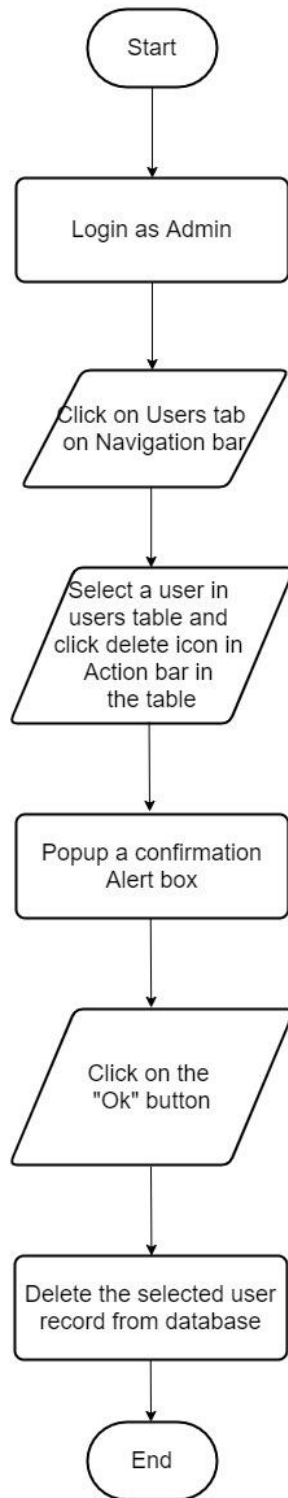 Start
Login as Admin
Click on Users tab
on Navigation bar
Select a user in
users table and
click delete icon in
Action bar in
the table
Popup a confirmation
Alert box
Click on the
"Ok" button
Delete the selected user
record from database
End